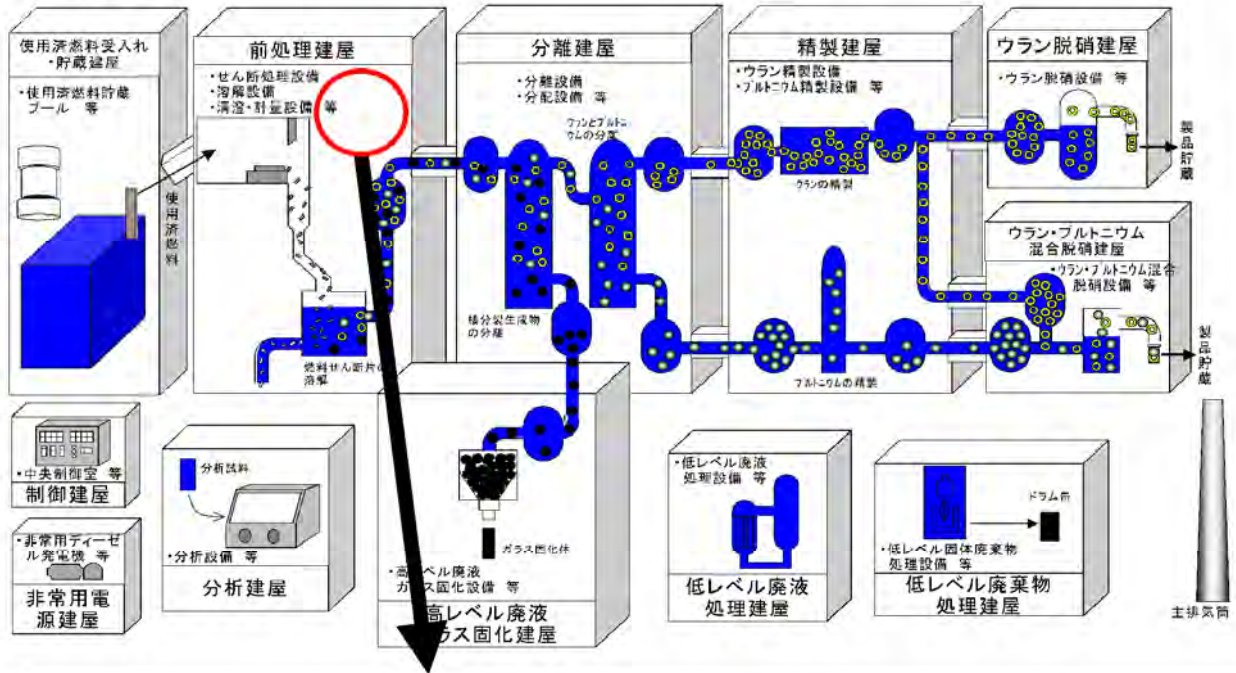 使用済燃料受入れ
・貯蔵建屋
・使用済燃料貯蔵
プール 等
使用済燃料
前処理建屋
・せん断処理設備
・溶解設備
・清澄・計量設備 等
燃料せん断片の
溶解
分離建屋
・分離設備
・分配設備 等
ウランとプルトニ
ウムの分離
核分裂生成物
の分離
精製建屋
・ウラン精製設備
・プルトニウム精製設備 等
ウランの精製
プルトニウムの精製
ウラン脱硝建屋
・ウラン脱硝設備 等
製品貯蔵
ウラン・プルトニウム
混合脱硝建屋
・ウラン・プルトニウム混合
脱硝設備 等
製品貯蔵
・中央制御室 等
制御建屋
・非常用ディーゼ
ル発電機 等
非常用電
源建屋
分析試料
・分析設備 等
分析建屋
ガラス固化体
・高レベル廃液
ガラス固化設備 等
高レベル廃液
ラス固化建屋
・低レベル廃液
処理設備 等
低レベル廃液
処理建屋
ドラム缶
・低レベル固体廃棄物
処理設備 等
低レベル廃棄物
処理建屋
主排気筒